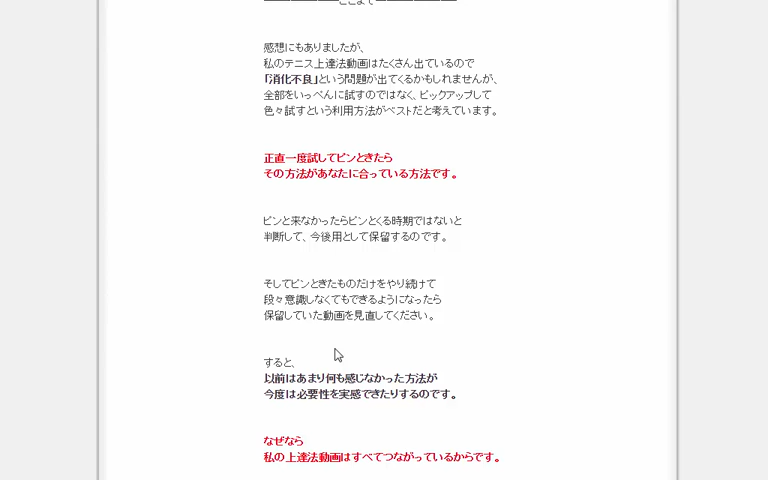 ――――――――ここまで―――――――――
感想にもありましたが、
私のテニス上達法動画はたくさん出ているので
「消化不良」という問題が出てくるかもしれませんが、
全部をいっぺんに試すのではなく、ピックアップして
色々試すという利用方法がベストだと考えています。
正直一度試してピンときたら
その方法があなたに合っている方法です。
ピンと来なかったらピンとくる時期ではないと
判断して、今後用として保留するのです。
そしてピンときたものだけをやり続けて
段々意識しなくてもできるようになったら
保留していた動画を見直してください。
すると、
以前はあまり何も感じなかった方法が
今度は必要性を実感できたりするのです。
なぜなら
私の上達法動画はすべてつながっているからです。